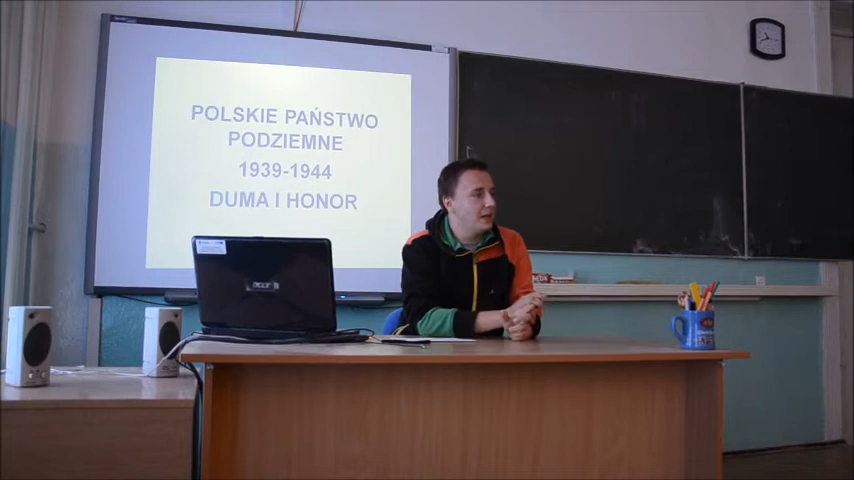 POLSKIE PAŃSTWO
PODZIEMNE
1939-1944
DUMA I HONOR
acer